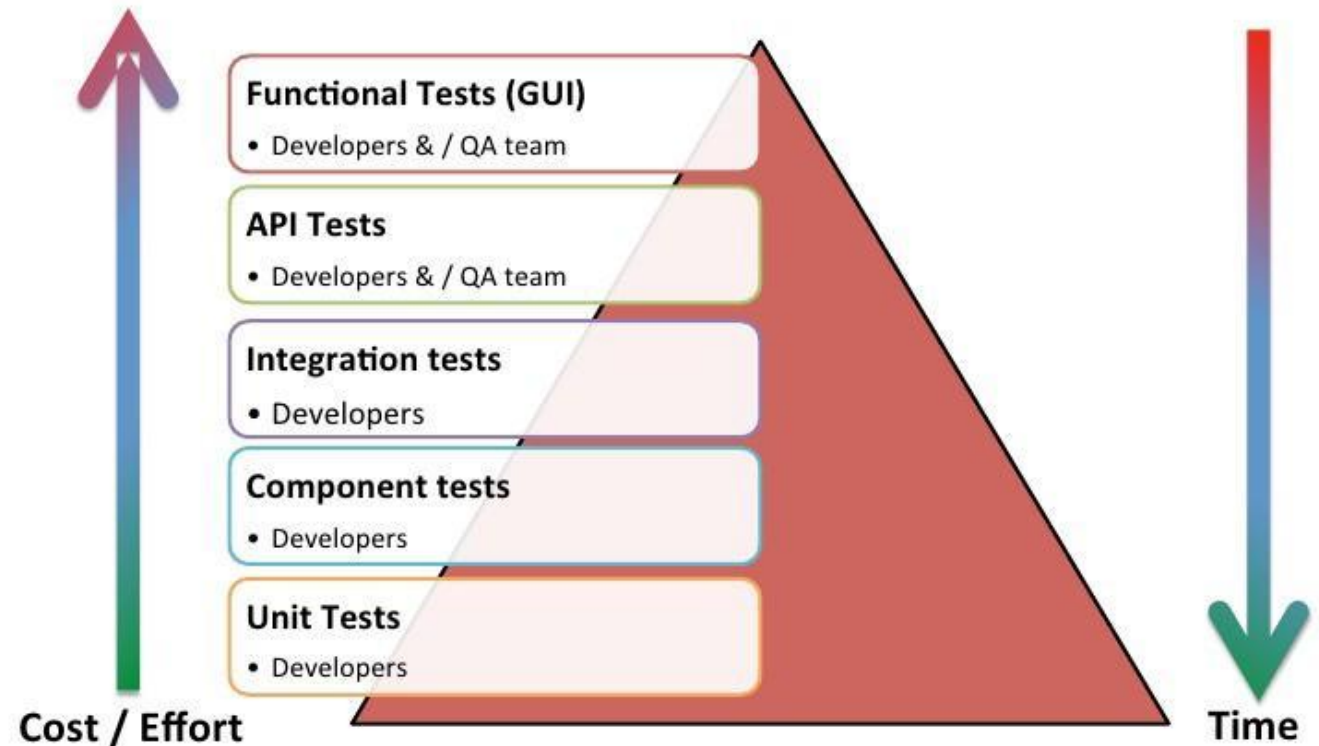 Functional Tests (GUI)
• Developers & / QA team
API Tests
• Developers & / QA team
Integration tests
• Developers
Component tests
• Developers
Unit Tests
• Developers
Cost / Effort
Time